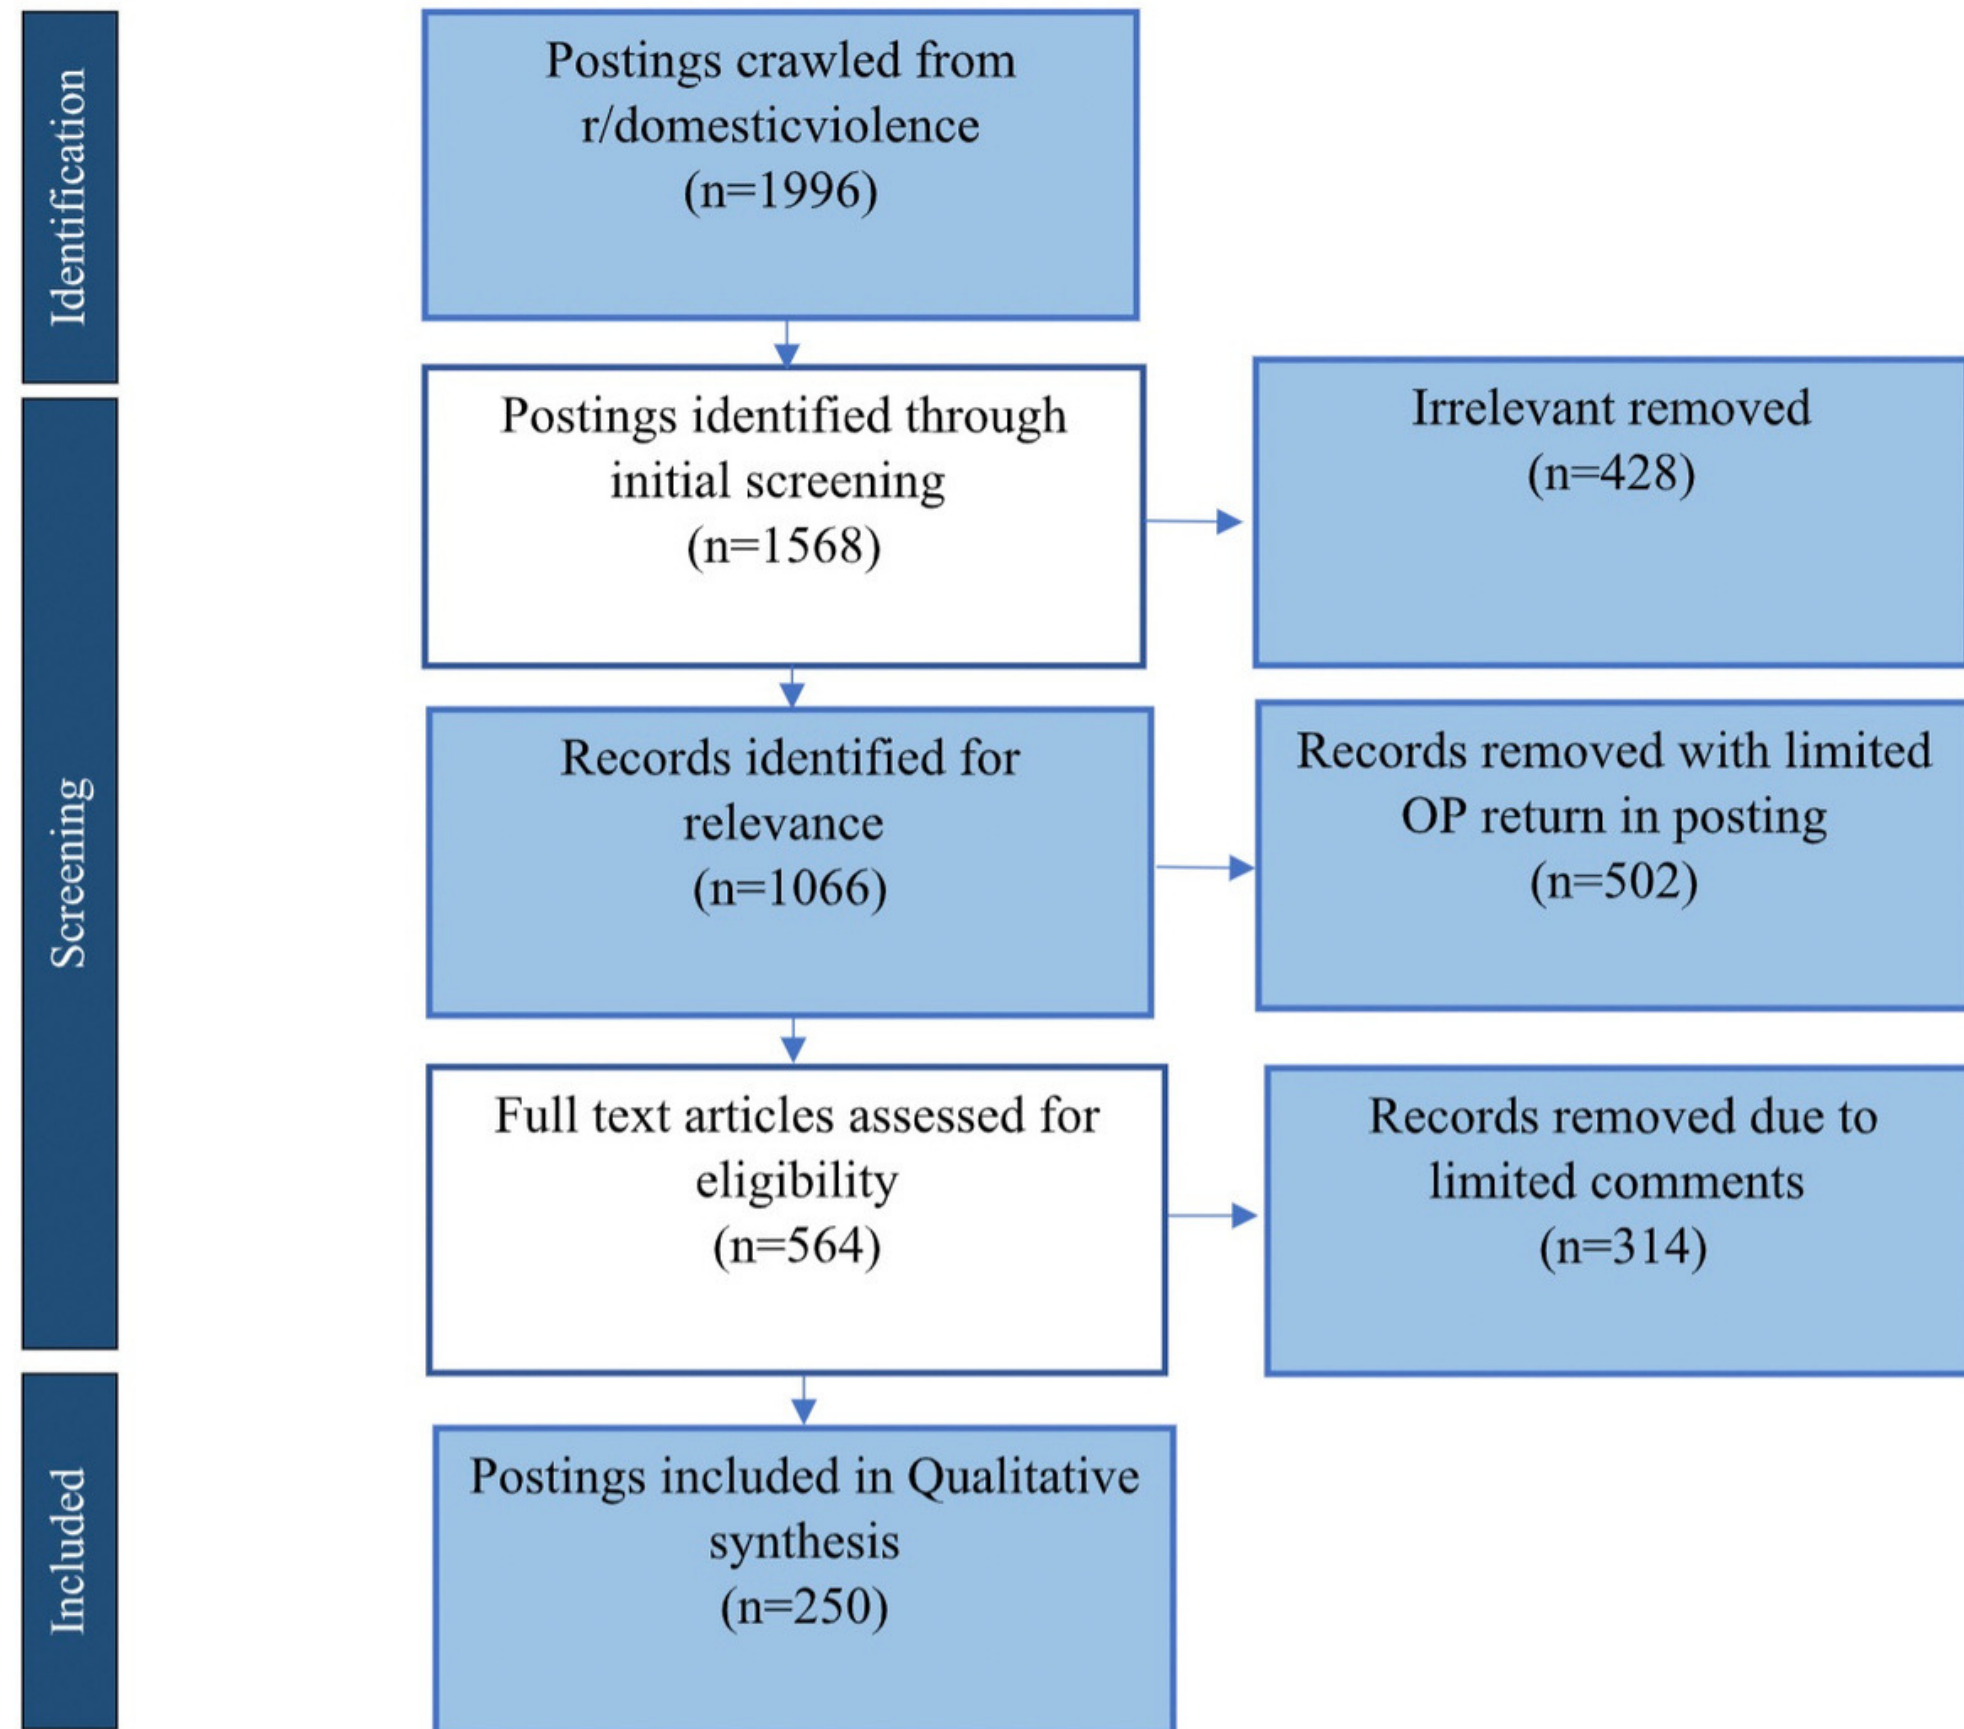 Identification
Postings crawled from
r/domesticviolence
(n=1996)
Screening
Postings identified through
initial screening
(n=1568)
Irrelevant removed
(n=428)
Records identified for
relevance
(n=1066)
Records removed with limited
OP return in posting
(n=502)
Full text articles assessed for
eligibility
(n=564)
Records removed due to
limited comments
(n=314)
Included
Postings included in Qualitative
synthesis
(n=250)